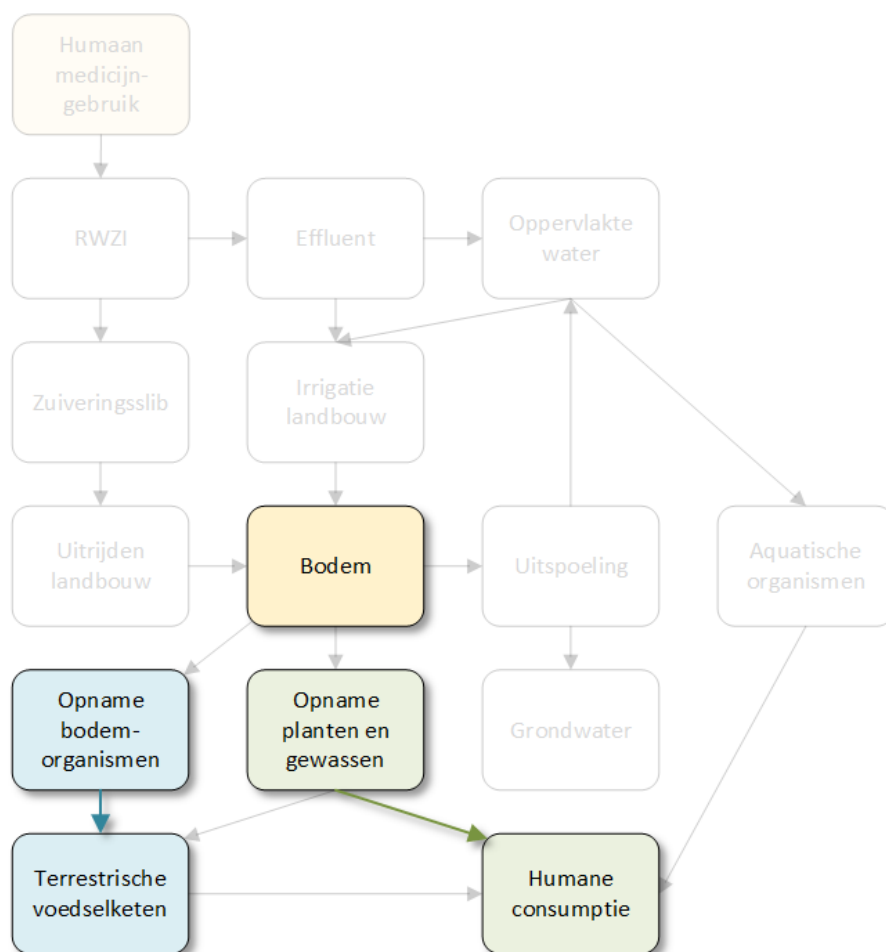 Humaan
medicijn-
gebruik
RWZI
Effluent
Oppervlakte
water
Zuiveringsslib
Irrigatie
landbouw
Uitrijden
landbouw
Bodem
Uitspoeling
Aquatische
organismen
Opname
bodem-
organismen
Opname
planten en
gewassen
Grondwater
Terrestrische
voedselketen
Humane
consumptie